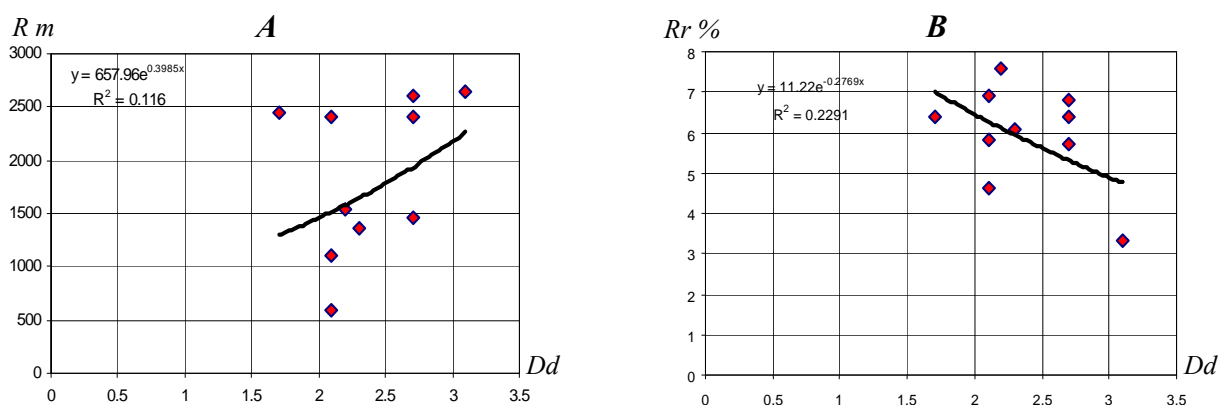 R m
A
3000
y = 657.96e^0.3985x
R² = 0.116
2500
2000
1500
1000
500
0
0 0.5 1 1.5 2 2.5 3 3.5
Dd
Rr %
B
8
y = 11.22e^-0.2769x
7
R² = 0.2291
6
5
4
3
2
1
0
0 0.5 1 1.5 2 2.5 3 3.5
Dd